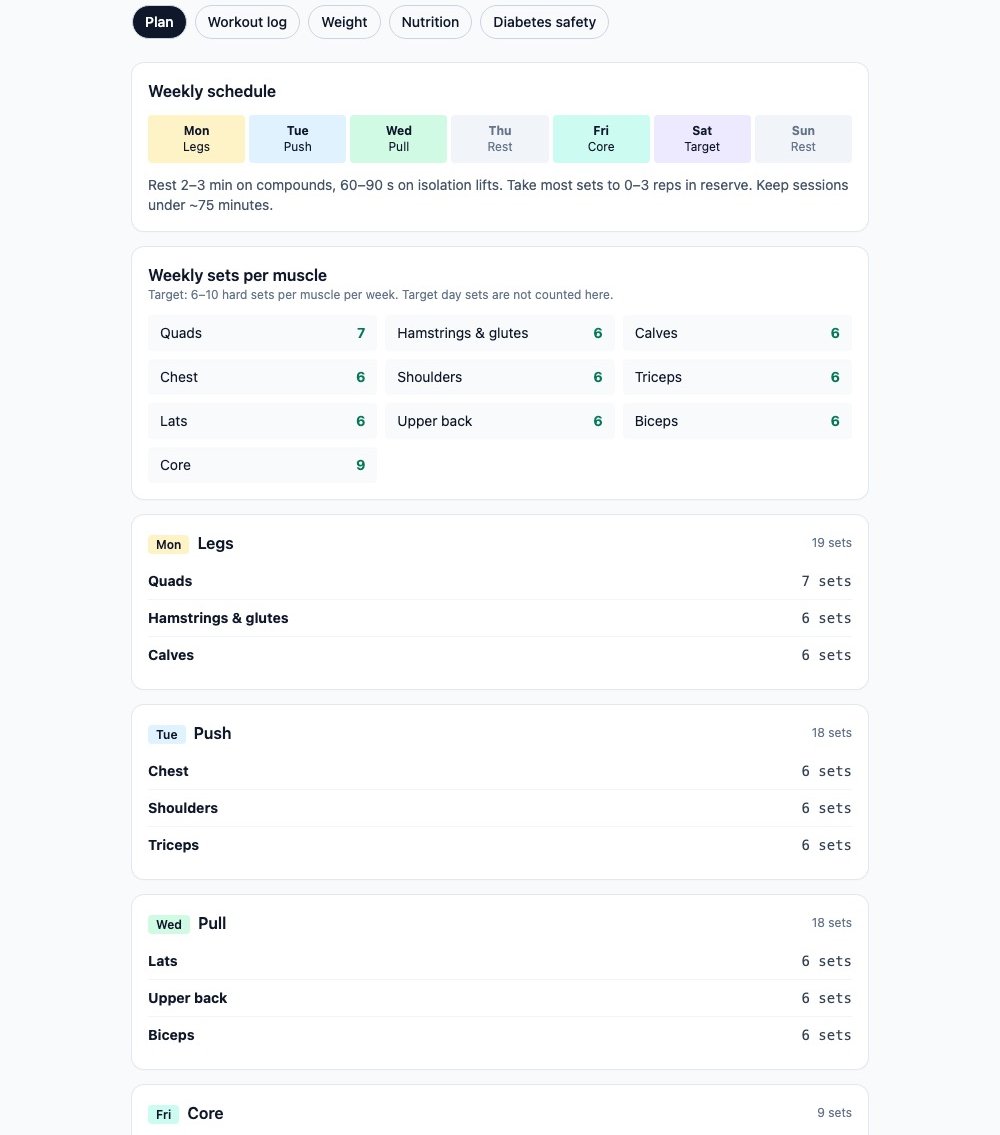 Plan Workout log Weight Nutrition Diabetes safety
Weekly schedule
Mon Tue Wed Thu Fri Sat Sun
Legs Push Pull Rest Core Target Rest
Rest 2–3 min on compounds, 60–90 s on isolation lifts. Take most sets to 0–3 reps in reserve. Keep sessions
under ~75 minutes.
Weekly sets per muscle
Target: 6–10 hard sets per muscle per week. Target day sets are not counted here.
Quads 7 Hamstrings & glutes 6 Calves 6
Chest 6 Shoulders 6 Triceps 6
Lats 6 Upper back 6 Biceps 6
Core 9
Mon Legs 19 sets
Quads 7 sets
Hamstrings & glutes 6 sets
Calves 6 sets
Tue Push 18 sets
Chest 6 sets
Shoulders 6 sets
Triceps 6 sets
Wed Pull 18 sets
Lats 6 sets
Upper back 6 sets
Biceps 6 sets
Fri Core 9 sets